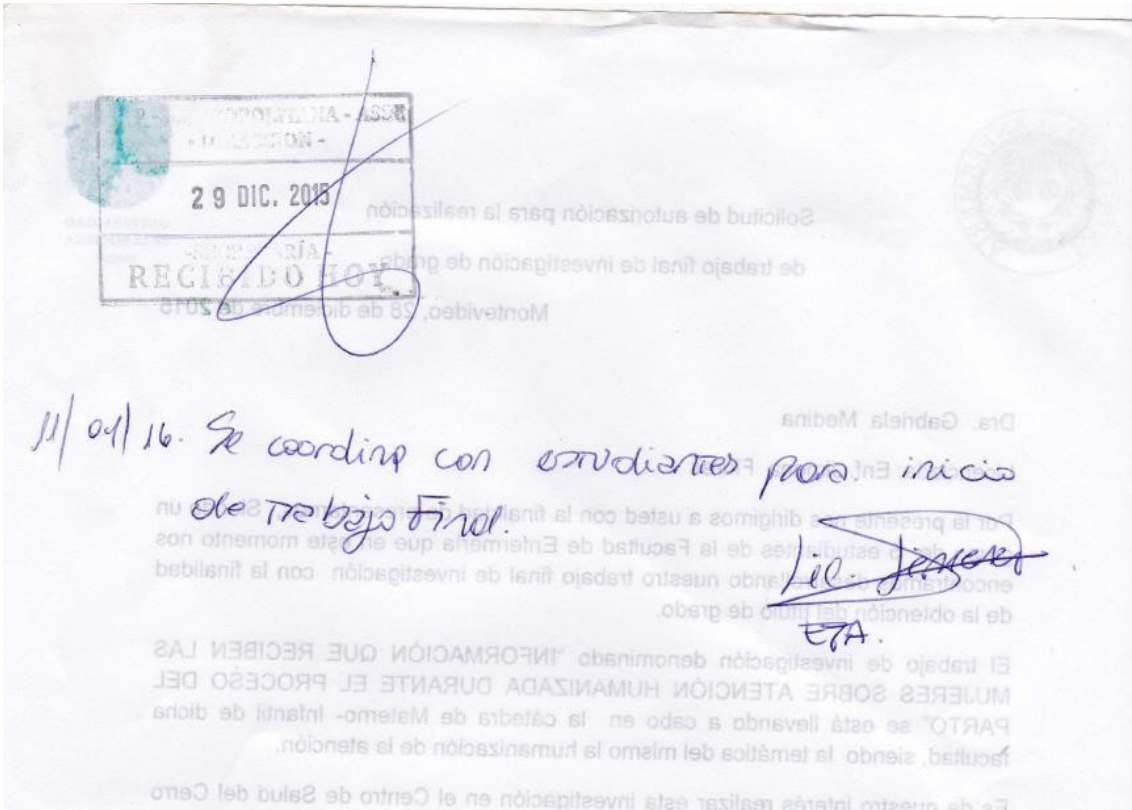 OPOLITANA - ASSE
- DIRECCION -
29 DIC. 2015
- SECRETARÍA -
RECIBIDO HOY
Solicitud de autorización para la realización
de trabajo final de investigación de grado
Montevideo, 28 de diciembre de 2015
11/01/16. Se coordina con estudiantes para inicio
de Trabajo Final.
Lic.
ETA.
Dra. Gabriela Medina
Por la presente nos dirigimos a usted con la finalidad de un
estudiantes de la Facultad de Enfermería que en este momento nos
encontramos desarrollando nuestro trabajo final de investigación con la finalidad
de la obtención del título de grado.
El trabajo de investigación denominado "INFORMACIÓN QUE RECIBEN LAS
MUJERES SOBRE ATENCIÓN HUMANIZADA DURANTE EL PROCESO DEL
PARTO" se está llevando a cabo en la cátedra de Materno- Infantil de dicha
facultad, siendo la temática del mismo la humanización de la atención.
Es de nuestro interés realizar esta investigación en el Centro de Salud del Cerro